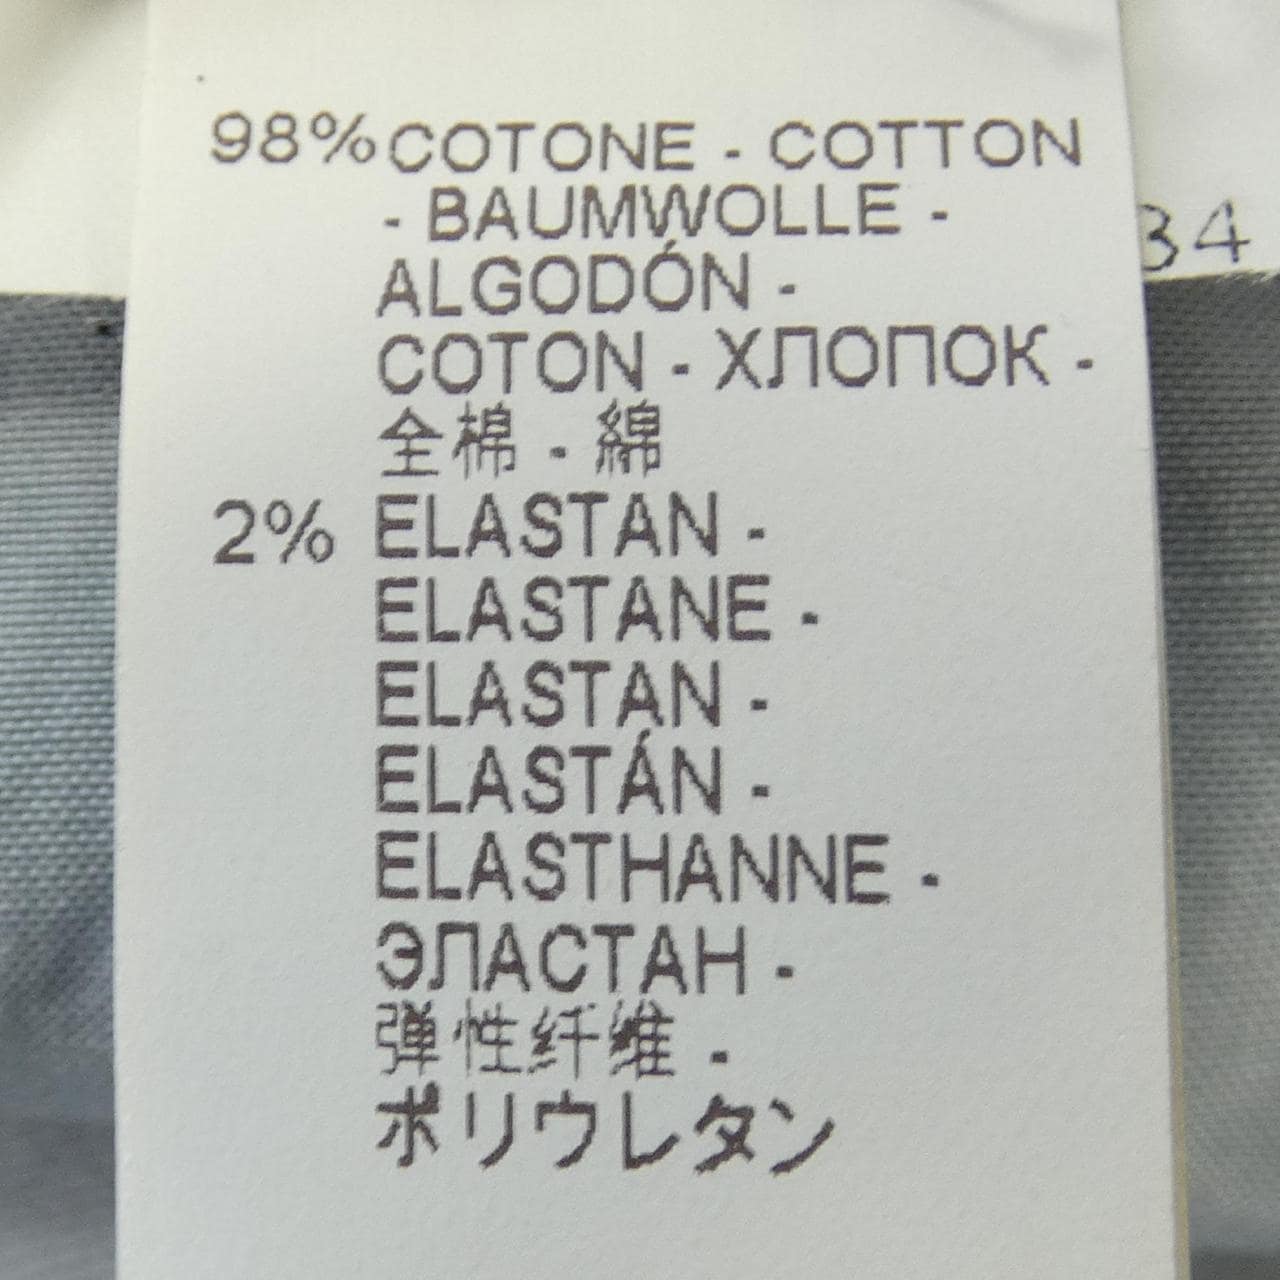 98% COTONE - COTTON
- BAUMWOLLE -
ALGODÓN -
COTON - ХЛОПОК -
全棉 - 綿
2% ELASTAN -
ELASTANE -
ELASTAN -
ELASTÁN -
ELASTHANNE -
ЭЛАСТАН -
弹性纤维 -
ポリウレタン
34